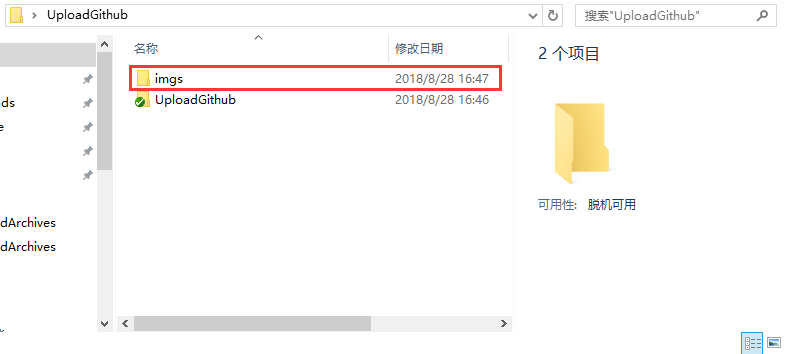 UploadGithub
搜索"UploadGithub"
名称
修改日期
imgs
2018/8/28 16:47
UploadGithub
2018/8/28 16:46
2 个项目
可用性: 脱机可用
ds
e
dArchives
dArchives